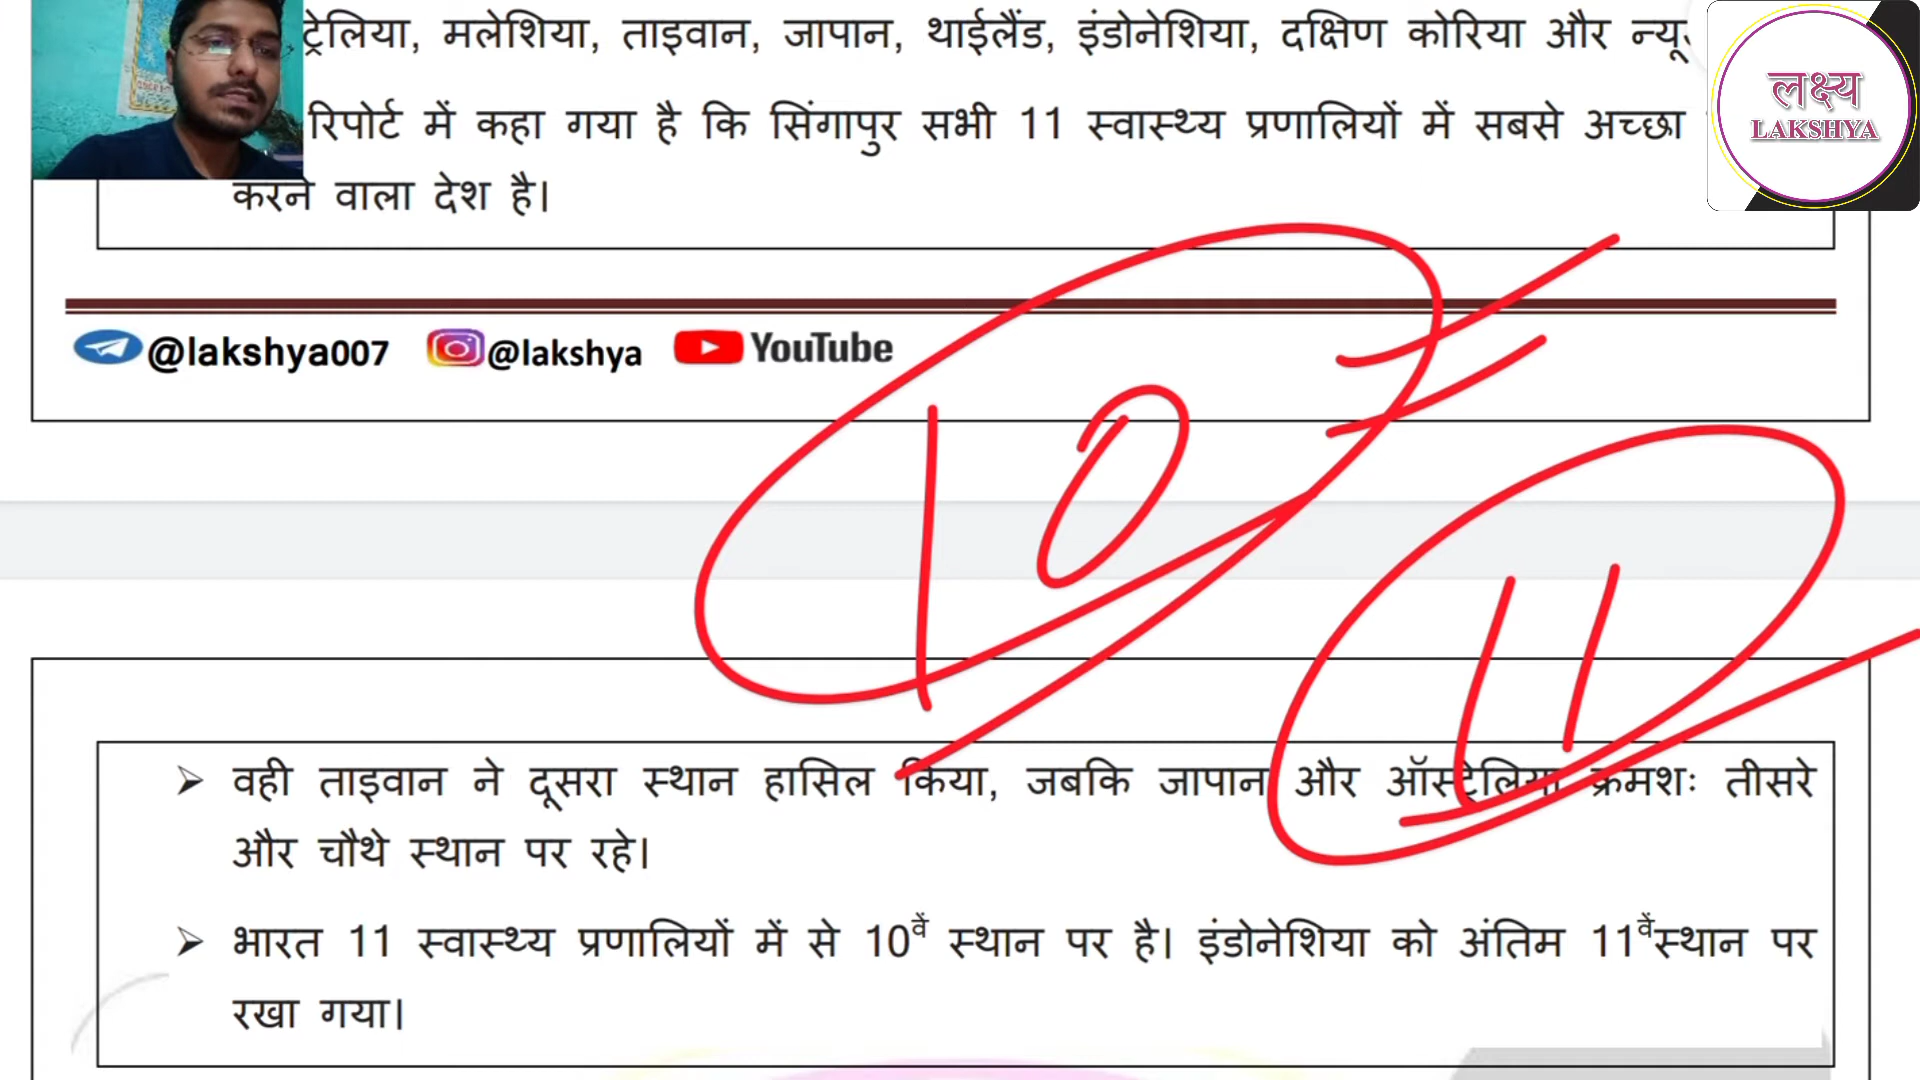 ट्रेलिया, मलेशिया, ताइवान, जापान, थाईलैंड, इंडोनेशिया, दक्षिण कोरिया और
रिपोर्ट में कहा गया है कि सिंगापुर सभी 11 स्वास्थ्य प्रणालियों में सबसे अच्छा
करने वाला देश है।
लक्ष्य
LAKSHYA
@lakshya007 @lakshya YouTube
10
11
वही ताइवान ने दूसरा स्थान हासिल किया, जबकि जापान और ऑस्ट्रेलिया क्रमशः तीसरे
और चौथे स्थान पर रहे।
भारत 11 स्वास्थ्य प्रणालियों में से 10वें स्थान पर है। इंडोनेशिया को अंतिम 11वेंस्थान पर
रखा गया।